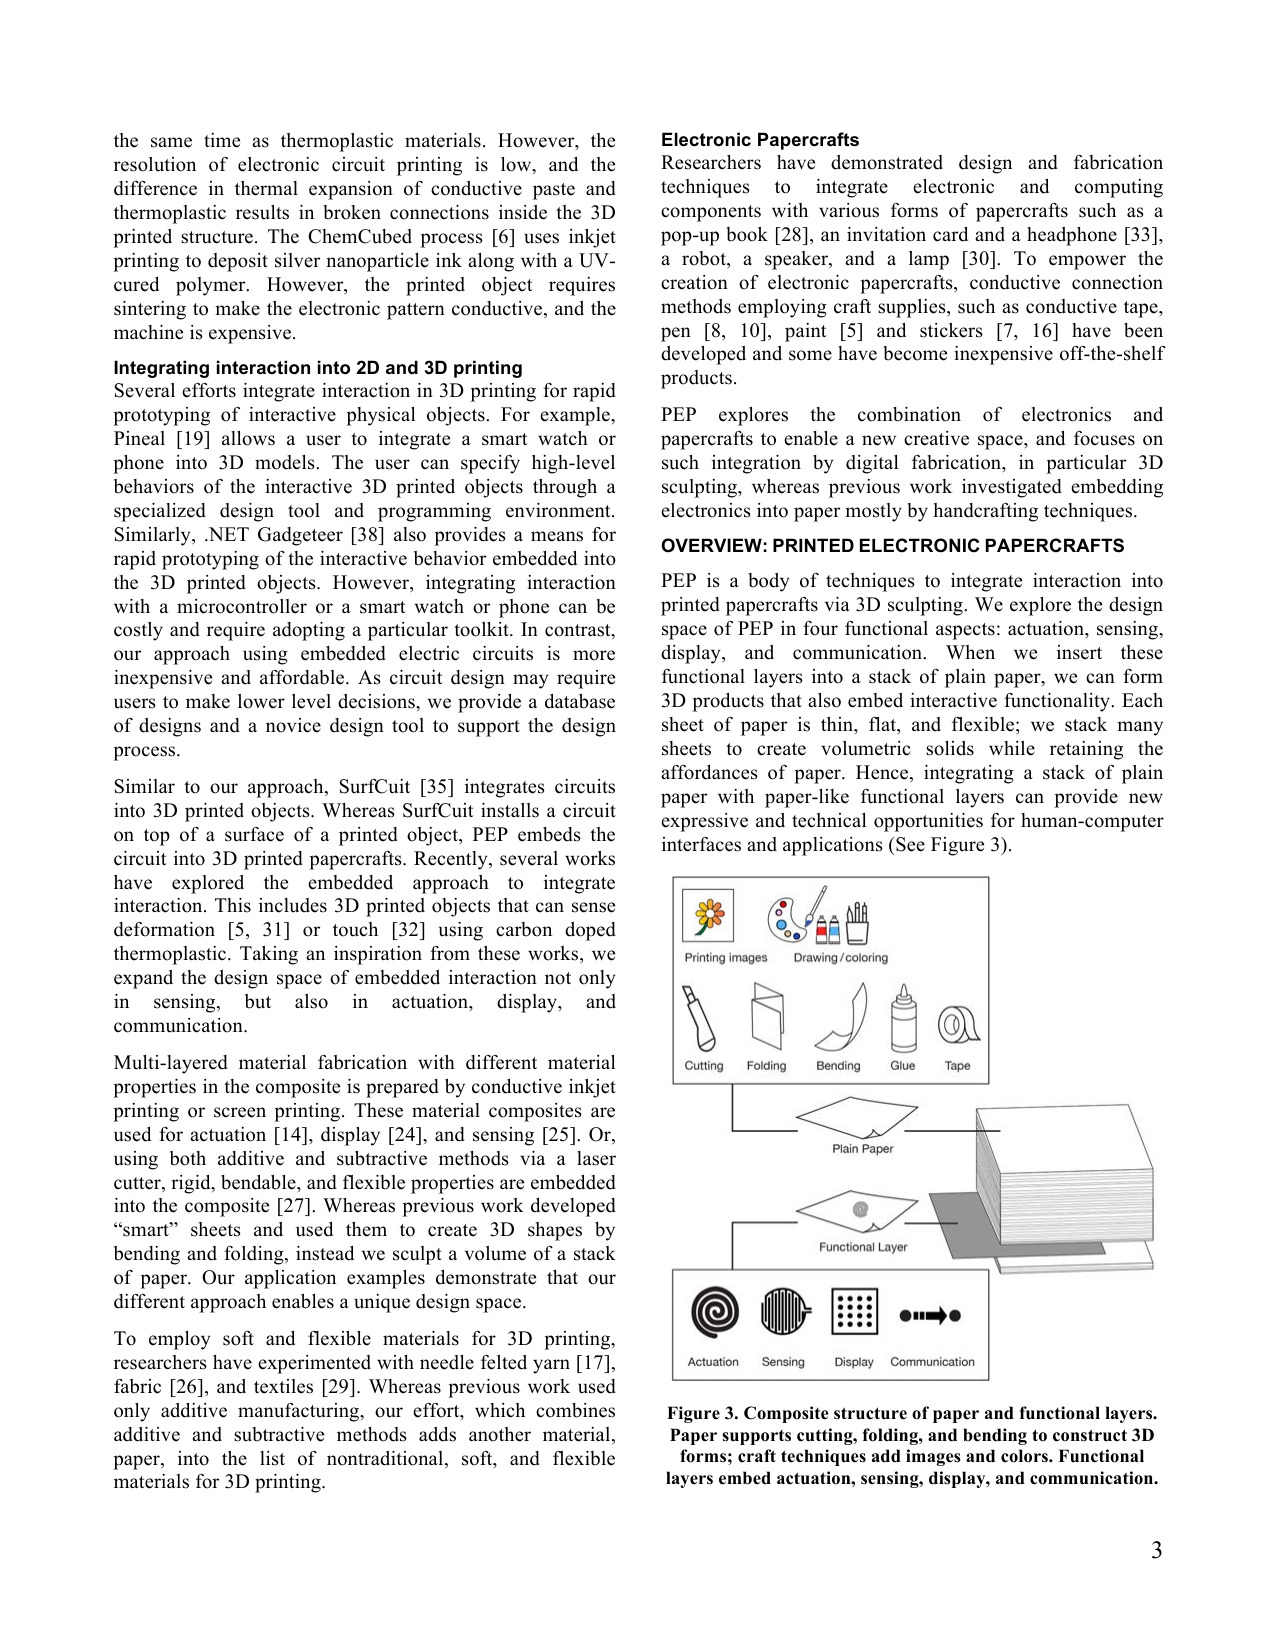 the same time as thermoplastic materials. However, the
resolution of electronic circuit printing is low, and the
difference in thermal expansion of conductive paste and
thermoplastic results in broken connections inside the 3D
printed structure. The ChemCubed process [6] uses inkjet
printing to deposit silver nanoparticle ink along with a UV-
cured polymer. However, the printed object requires
sintering to make the electronic pattern conductive, and the
machine is expensive.
Integrating interaction into 2D and 3D printing
Several efforts integrate interaction in 3D printing for rapid
prototyping of interactive physical objects. For example,
Pineal [19] allows a user to integrate a smart watch or
phone into 3D models. The user can specify high-level
behaviors of the interactive 3D printed objects through a
specialized design tool and programming environment.
Similarly, .NET Gadgeteer [38] also provides a means for
rapid prototyping of the interactive behavior embedded into
the 3D printed objects. However, integrating interaction
with a microcontroller or a smart watch or phone can be
costly and require adopting a particular toolkit. In contrast,
our approach using embedded electric circuits is more
inexpensive and affordable. As circuit design may require
users to make lower level decisions, we provide a database
of designs and a novice design tool to support the design
process.
Similar to our approach, SurfCuit [35] integrates circuits
into 3D printed objects. Whereas SurfCuit installs a circuit
on top of a surface of a printed object, PEP embeds the
circuit into 3D printed papercrafts. Recently, several works
have explored the embedded approach to integrate
interaction. This includes 3D printed objects that can sense
deformation [5, 31] or touch [32] using carbon doped
thermoplastic. Taking an inspiration from these works, we
expand the design space of embedded interaction not only
in sensing, but also in actuation, display, and
communication.
Multi-layered material fabrication with different material
properties in the composite is prepared by conductive inkjet
printing or screen printing. These material composites are
used for actuation [14], display [24], and sensing [25]. Or,
using both additive and subtractive methods via a laser
cutter, rigid, bendable, and flexible properties are embedded
into the composite [27]. Whereas previous work developed
“smart” sheets and used them to create 3D shapes by
bending and folding, instead we sculpt a volume of a stack
of paper. Our application examples demonstrate that our
different approach enables a unique design space.
To employ soft and flexible materials for 3D printing,
researchers have experimented with needle felted yarn [17],
fabric [26], and textiles [29]. Whereas previous work used
only additive manufacturing, our effort, which combines
additive and subtractive methods adds another material,
paper, into the list of nontraditional, soft, and flexible
materials for 3D printing.
Electronic Papercrafts
Researchers have demonstrated design and fabrication
techniques to integrate electronic and computing
components with various forms of papercrafts such as a
pop-up book [28], an invitation card and a headphone [33],
a robot, a speaker, and a lamp [30]. To empower the
creation of electronic papercrafts, conductive connection
methods employing craft supplies, such as conductive tape,
pen [8, 10], paint [5] and stickers [7, 16] have been
developed and some have become inexpensive off-the-shelf
products.
PEP explores the combination of electronics and
papercrafts to enable a new creative space, and focuses on
such integration by digital fabrication, in particular 3D
sculpting, whereas previous work investigated embedding
electronics into paper mostly by handcrafting techniques.
OVERVIEW: PRINTED ELECTRONIC PAPERCRAFTS
PEP is a body of techniques to integrate interaction into
printed papercrafts via 3D sculpting. We explore the design
space of PEP in four functional aspects: actuation, sensing,
display, and communication. When we insert these
functional layers into a stack of plain paper, we can form
3D products that also embed interactive functionality. Each
sheet of paper is thin, flat, and flexible; we stack many
sheets to create volumetric solids while retaining the
affordances of paper. Hence, integrating a stack of plain
paper with paper-like functional layers can provide new
expressive and technical opportunities for human-computer
interfaces and applications (See Figure 3).
Printing images Drawing/coloring
Cutting Folding Bending Glue Tape
Plain Paper
Functional Layer
Actuation Sensing Display Communication
Figure 3. Composite structure of paper and functional layers.
Paper supports cutting, folding, and bending to construct 3D
forms; craft techniques add images and colors. Functional
layers embed actuation, sensing, display, and communication.
3